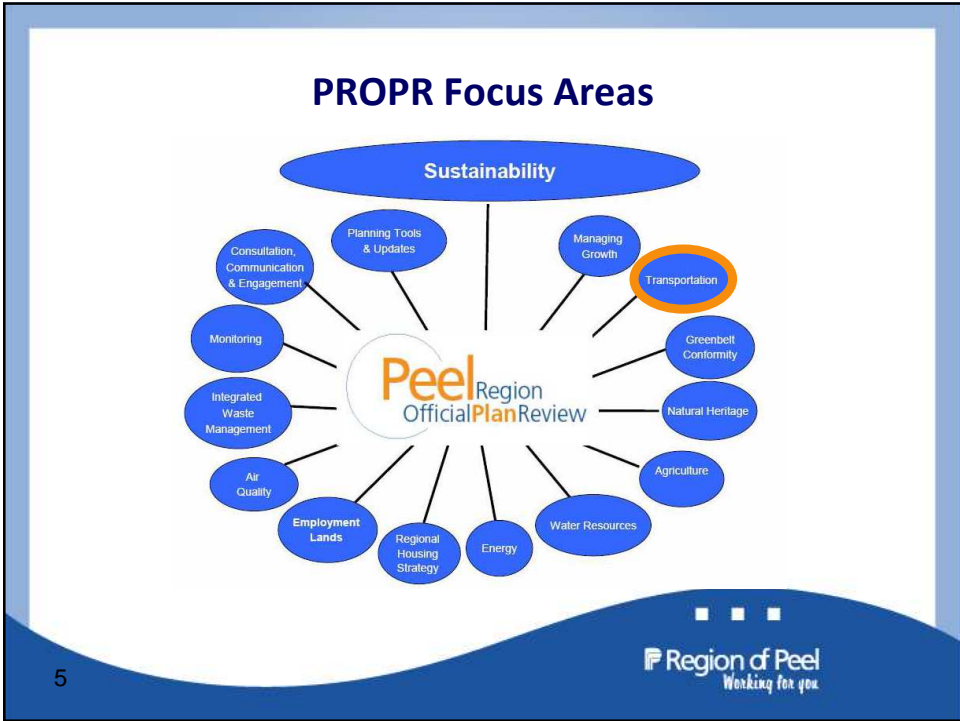 PROPR Focus Areas
Sustainability
Planning Tools
& Updates
Managing
Growth
Consultation,
Communication
& Engagement
Transportation
Monitoring
Greenbelt
Conformity
Peel Region
Official Plan Review
Integrated
Waste
Management
Natural Heritage
Air
Quality
Agriculture
Employment
Lands
Regional
Housing
Strategy
Energy
Water Resources
5
Region of Peel
Working for you